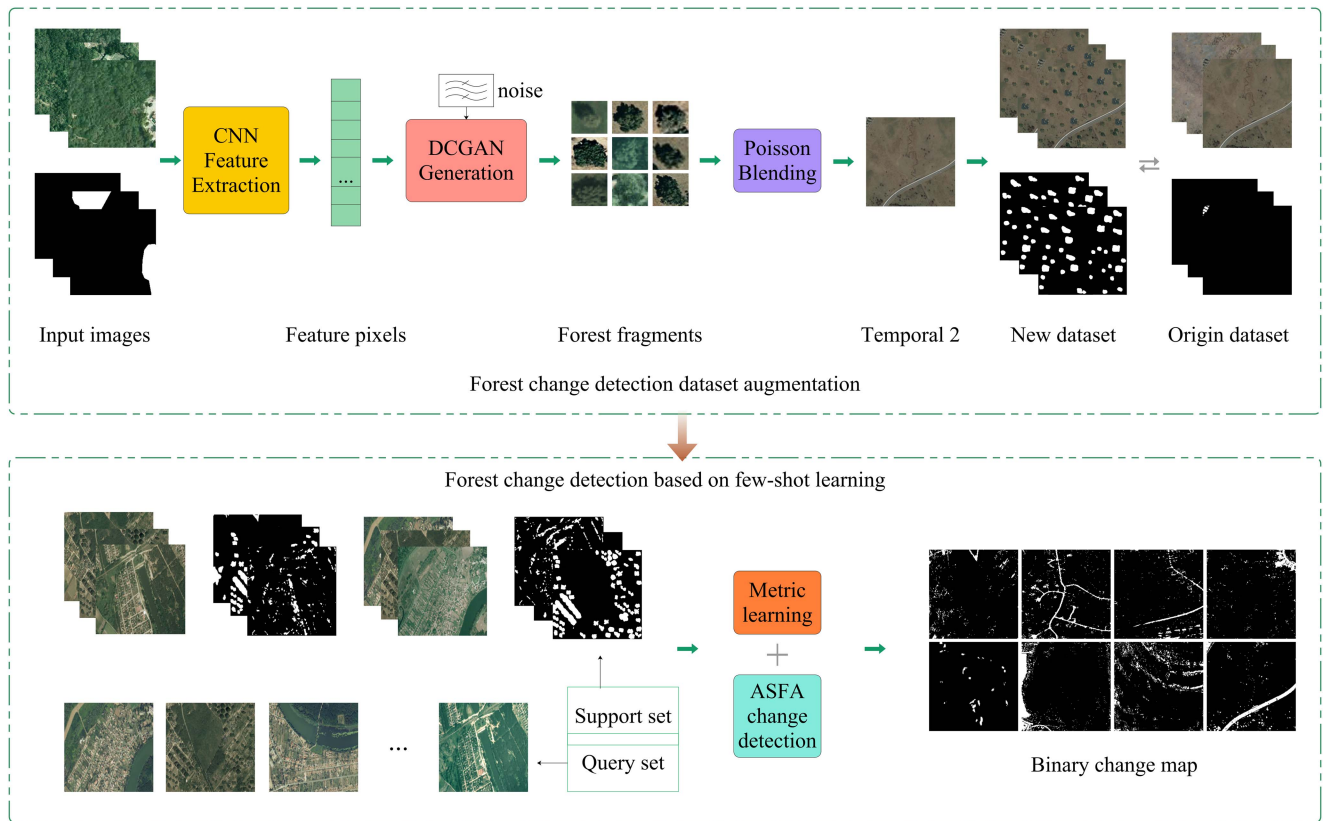 noise
CNN
Feature
Extraction
...
DCGAN
Generation
Poisson
Blending
Input images
Feature pixels
Forest fragments
Temporal 2
New dataset
Origin dataset
Forest change detection dataset augmentation
Forest change detection based on few-shot learning
Metric
learning
+
ASFA
change
detection
Support set
Query set
...
Binary change map